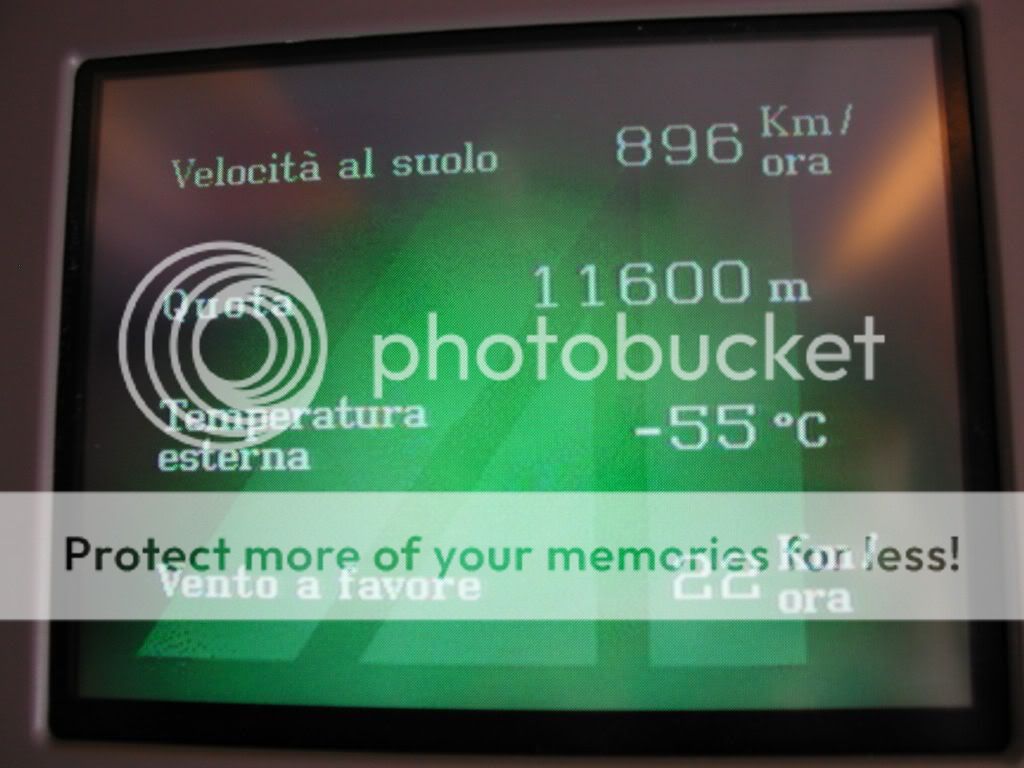 Velocità al suolo 896 Km/
ora
Quota 11600 m
photobucket
Temperatura -55 °C
esterna
Protect more of your memories for less!
Vento a favore 22 Km/
ora